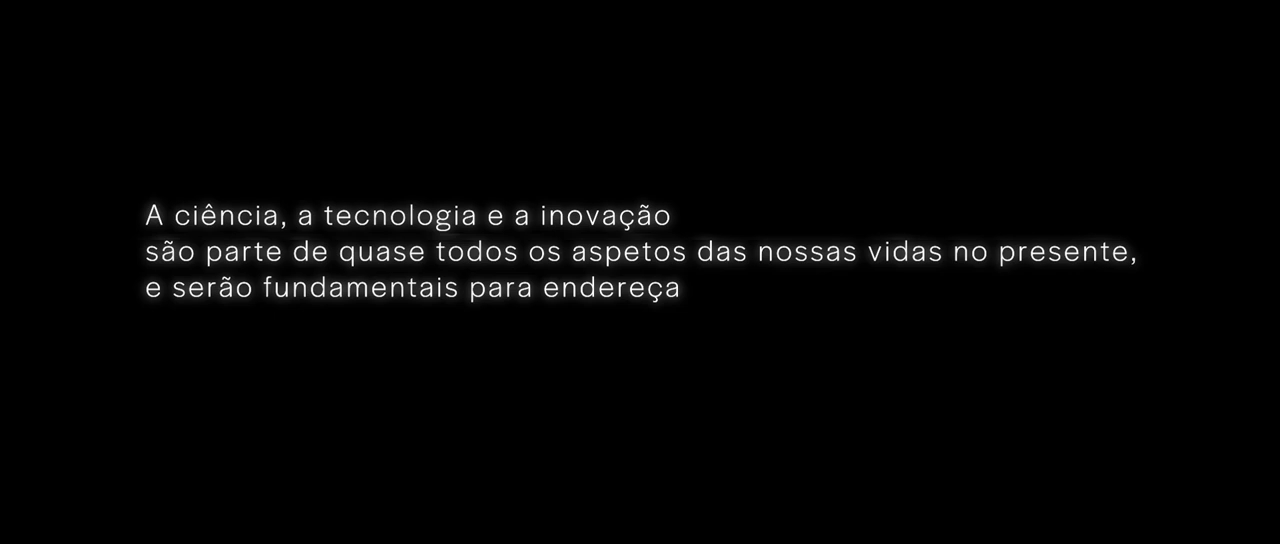 A ciência, a tecnologia e a inovação
são parte de quase todos os aspetos das nossas vidas no presente,
e serão fundamentais para endereça